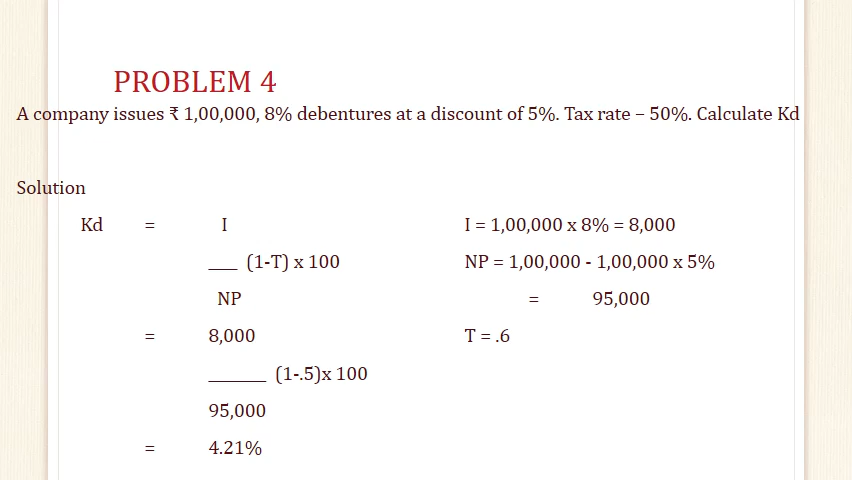 PROBLEM 4
A company issues ₹ 1,00,000, 8% debentures at a discount of 5%. Tax rate – 50%. Calculate Kd
Solution
Kd = I I = 1,00,000 x 8% = 8,000
____ (1-T) x 100 NP = 1,00,000 - 1,00,000 x 5%
NP = 95,000
= 8,000 T = .6
________ (1-.5)x 100
95,000
= 4.21%